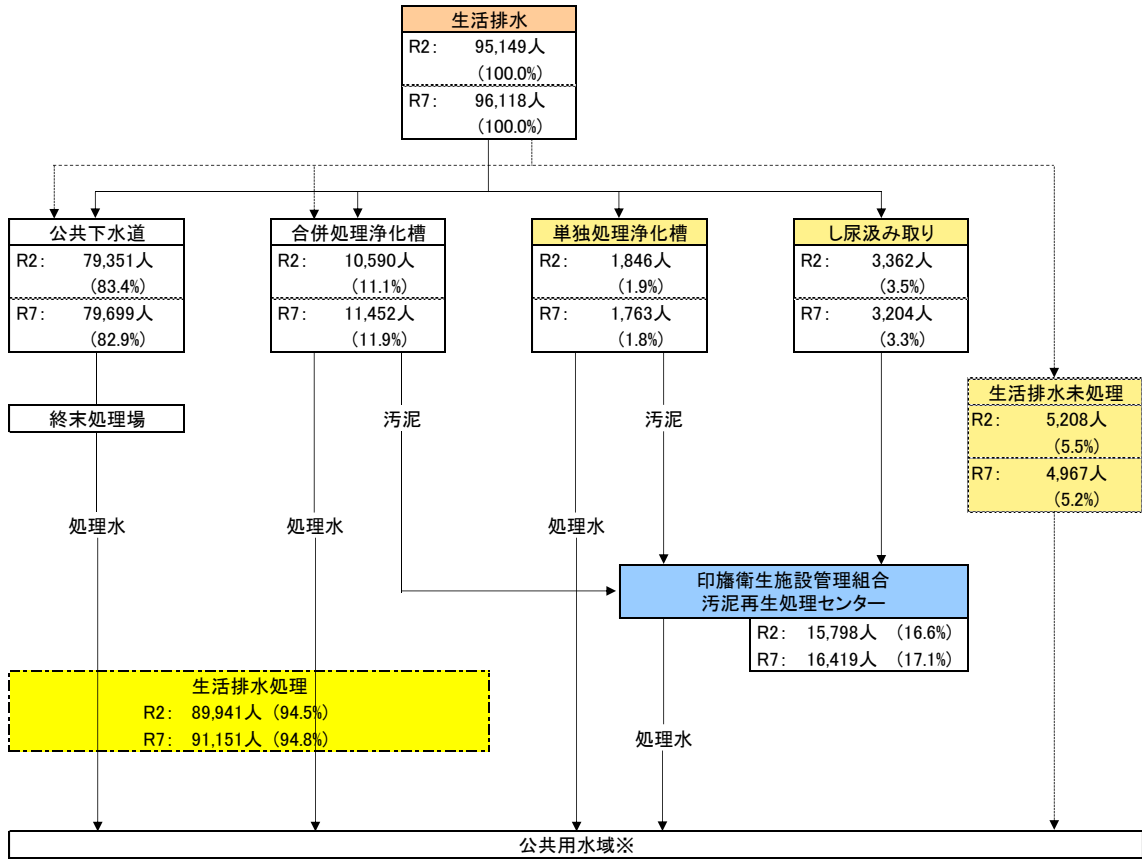 生活排水
R2: 95,149人
(100.0%)
R7: 96,118人
(100.0%)
公共下水道
R2: 79,351人
(83.4%)
R7: 79,699人
(82.9%)
合併処理浄化槽
R2: 10,590人
(11.1%)
R7: 11,452人
(11.9%)
単独処理浄化槽
R2: 1,846人
(1.9%)
R7: 1,763人
(1.8%)
し尿汲み取り
R2: 3,362人
(3.5%)
R7: 3,204人
(3.3%)
生活排水未処理
R2: 5,208人
(5.5%)
R7: 4,967人
(5.2%)
終末処理場
汚泥
汚泥
処理水
処理水
処理水
印旛衛生施設管理組合
汚泥再生処理センター
R2: 15,798人 (16.6%)
R7: 16,419人 (17.1%)
生活排水処理
R2: 89,941人 (94.5%)
R7: 91,151人 (94.8%)
処理水
公共用水域※